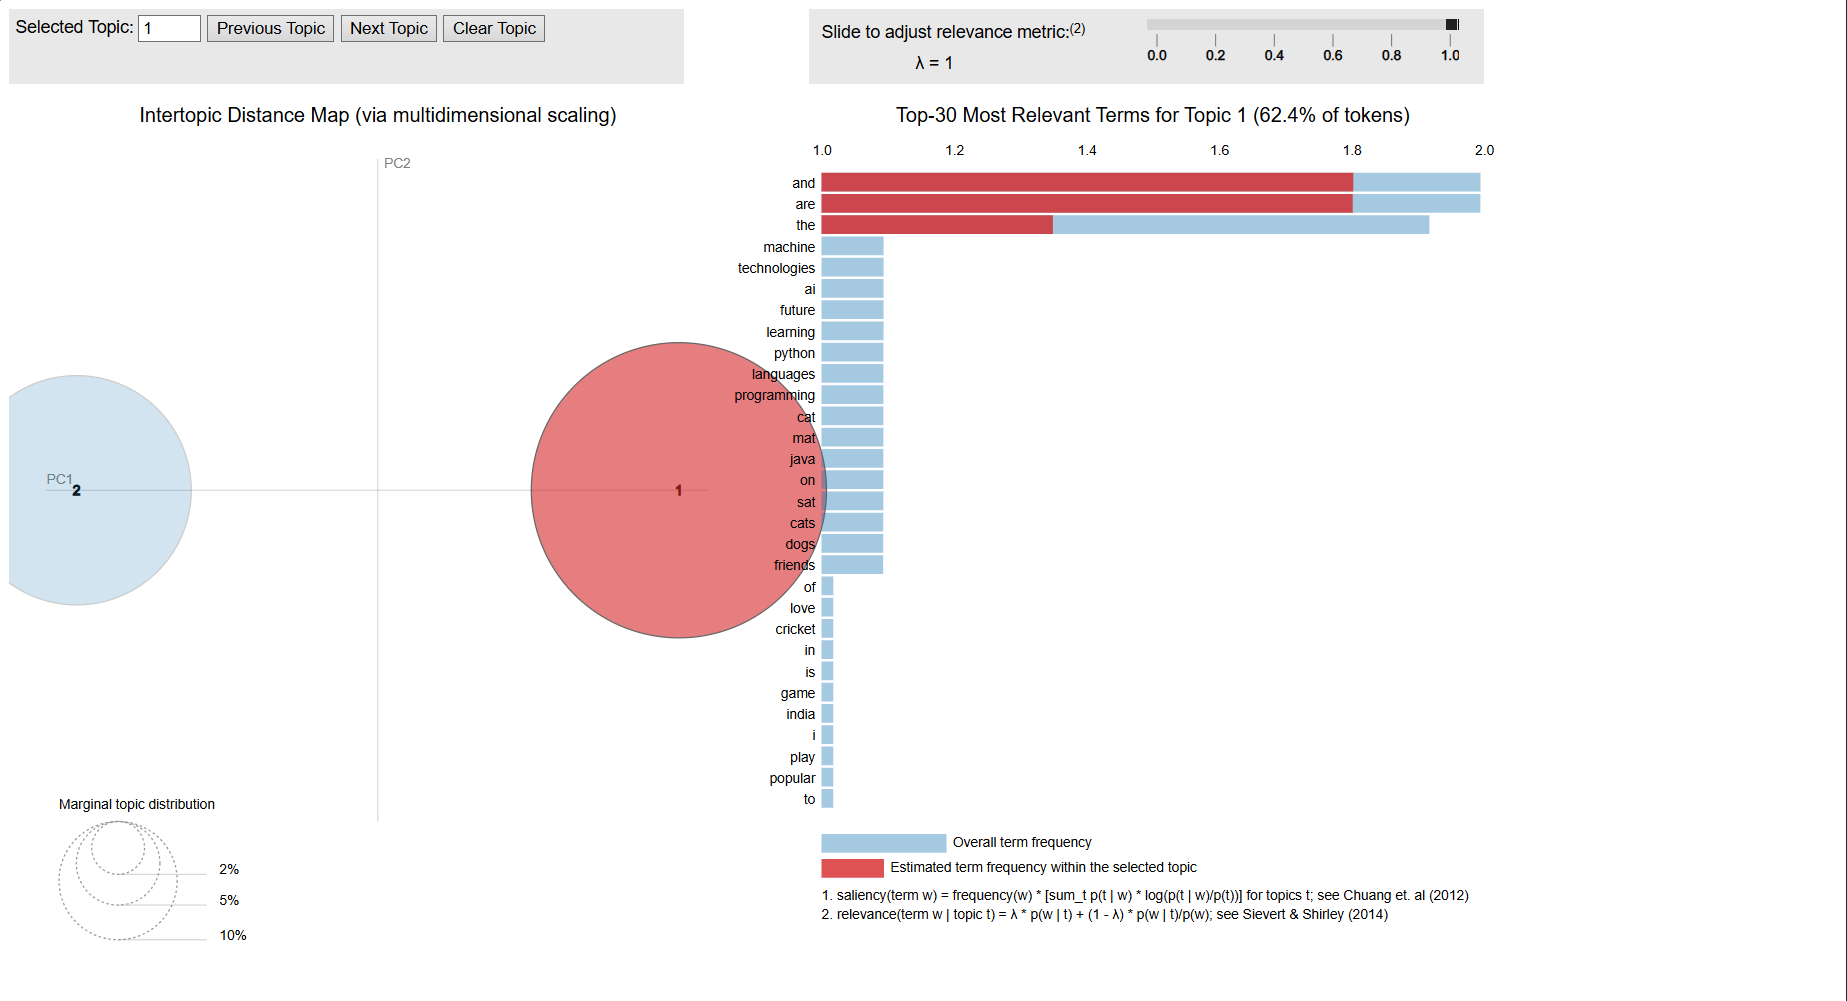 Selected Topic: 1 Previous Topic Next Topic Clear Topic
Slide to adjust relevance metric:(2)
λ = 1
0.0 0.2 0.4 0.6 0.8 1.0
Intertopic Distance Map (via multidimensional scaling)
PC2
PC1
2
1
Marginal topic distribution
2%
5%
10%
Top-30 Most Relevant Terms for Topic 1 (62.4% of tokens)
1.0 1.2 1.4 1.6 1.8 2.0
and
are
the
machine
technologies
ai
future
learning
python
languages
programming
cat
mat
java
on
sat
cats
dogs
friends
of
love
cricket
in
is
game
india
i
play
popular
to
Overall term frequency
Estimated term frequency within the selected topic
1. saliency(term w) = frequency(w) * [sum_t p(t | w) * log(p(t | w)/p(t))] for topics t; see Chuang et. al (2012)
2. relevance(term w | topic t) = λ * p(w | t) + (1 - λ) * p(w | t)/p(w); see Sievert & Shirley (2014)